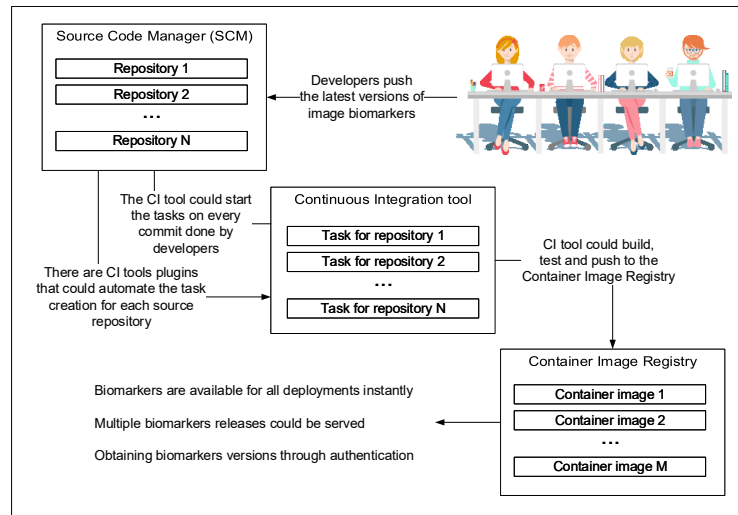 Source Code Manager (SCM)
Repository 1
Repository 2
...
Repository N
Developers push
the latest versions of
image biomarkers
The CI tool could start
the tasks on every
commit done by
developers
Continuous Integration tool
Task for repository 1
Task for repository 2
...
Task for repository N
There are CI tools plugins
that could automate the task
creation for each source
repository
CI tool could build,
test and push to the
Container Image Registry
Container Image Registry
Container image 1
Container image 2
...
Container image M
Biomarkers are available for all deployments instantly
Multiple biomarkers releases could be served
Obtaining biomarkers versions through authentication